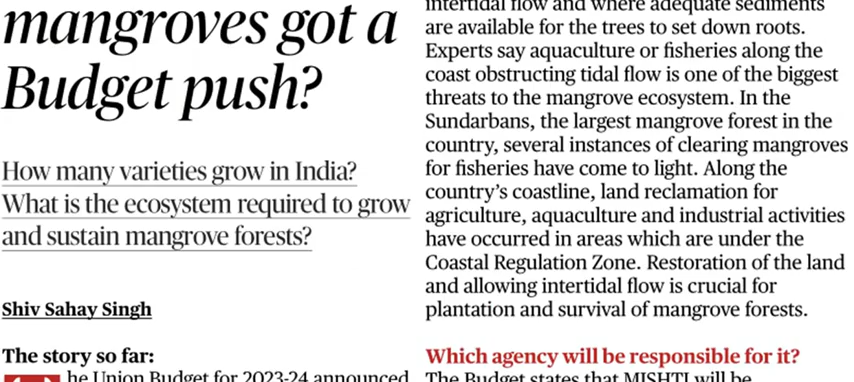 mangroves got a
Budget push?
How many varieties grow in India?
What is the ecosystem required to grow
and sustain mangrove forests?
Shiv Sahay Singh
The story so far:
The Union Budget for 2023-24 announced
intertidal flow and where adequate sediments
are available for the trees to set down roots.
Experts say aquaculture or fisheries along the
coast obstructing tidal flow is one of the biggest
threats to the mangrove ecosystem. In the
Sundarbans, the largest mangrove forest in the
country, several instances of clearing mangroves
for fisheries have come to light. Along the
country’s coastline, land reclamation for
agriculture, aquaculture and industrial activities
have occurred in areas which are under the
Coastal Regulation Zone. Restoration of the land
and allowing intertidal flow is crucial for
plantation and survival of mangrove forests.
Which agency will be responsible for it?
The Budget states that MISHTI will be